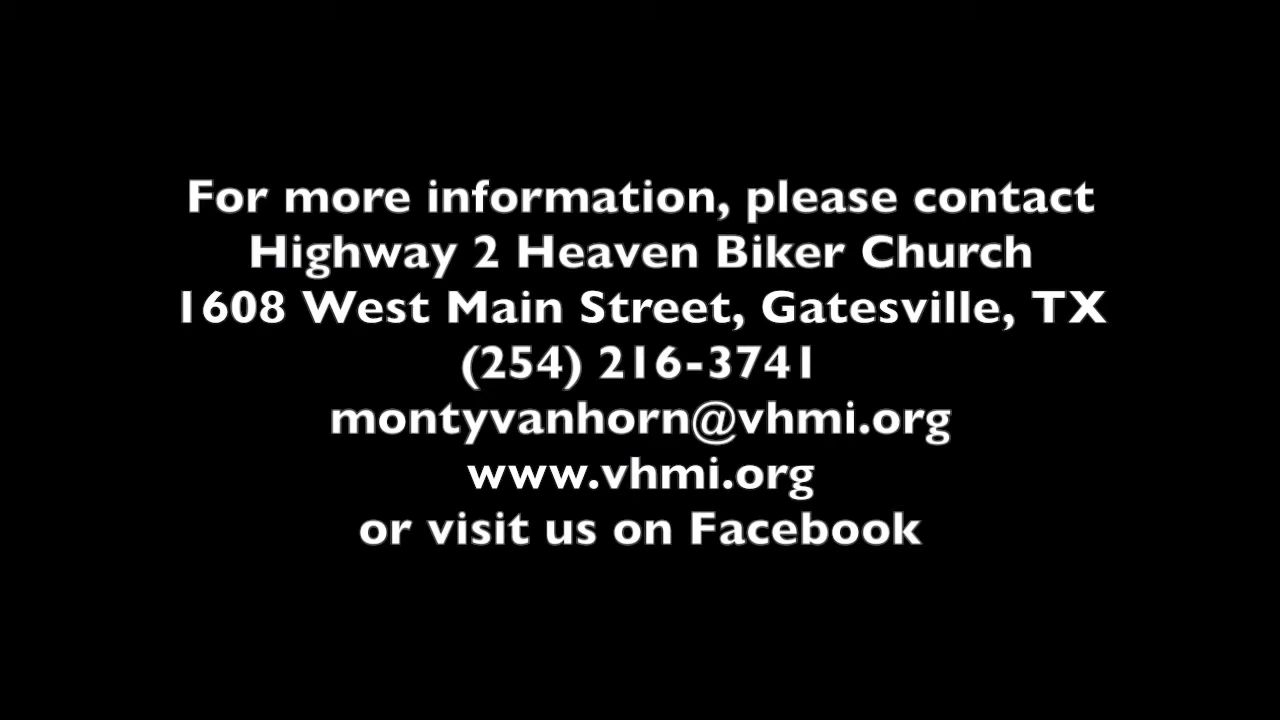 For more information, please contact
Highway 2 Heaven Biker Church
1608 West Main Street, Gatesville, TX
(254) 216-3741
montyvanhorn@vhmi.org
www.vhmi.org
or visit us on Facebook